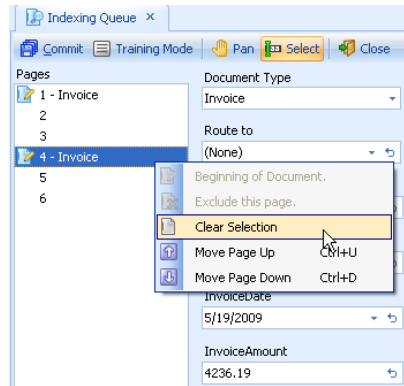 Indexing Queue ×
Commit Training Mode Pan Select Close
Pages
1 - Invoice
2
3
4 - Invoice
5
6
Document Type
Invoice
Route to
(None)
Beginning of Document.
Exclude this page.
Clear Selection
Move Page Up Ctrl+U
Move Page Down Ctrl+D
InvoiceDate
5/19/2009
InvoiceAmount
4236.19